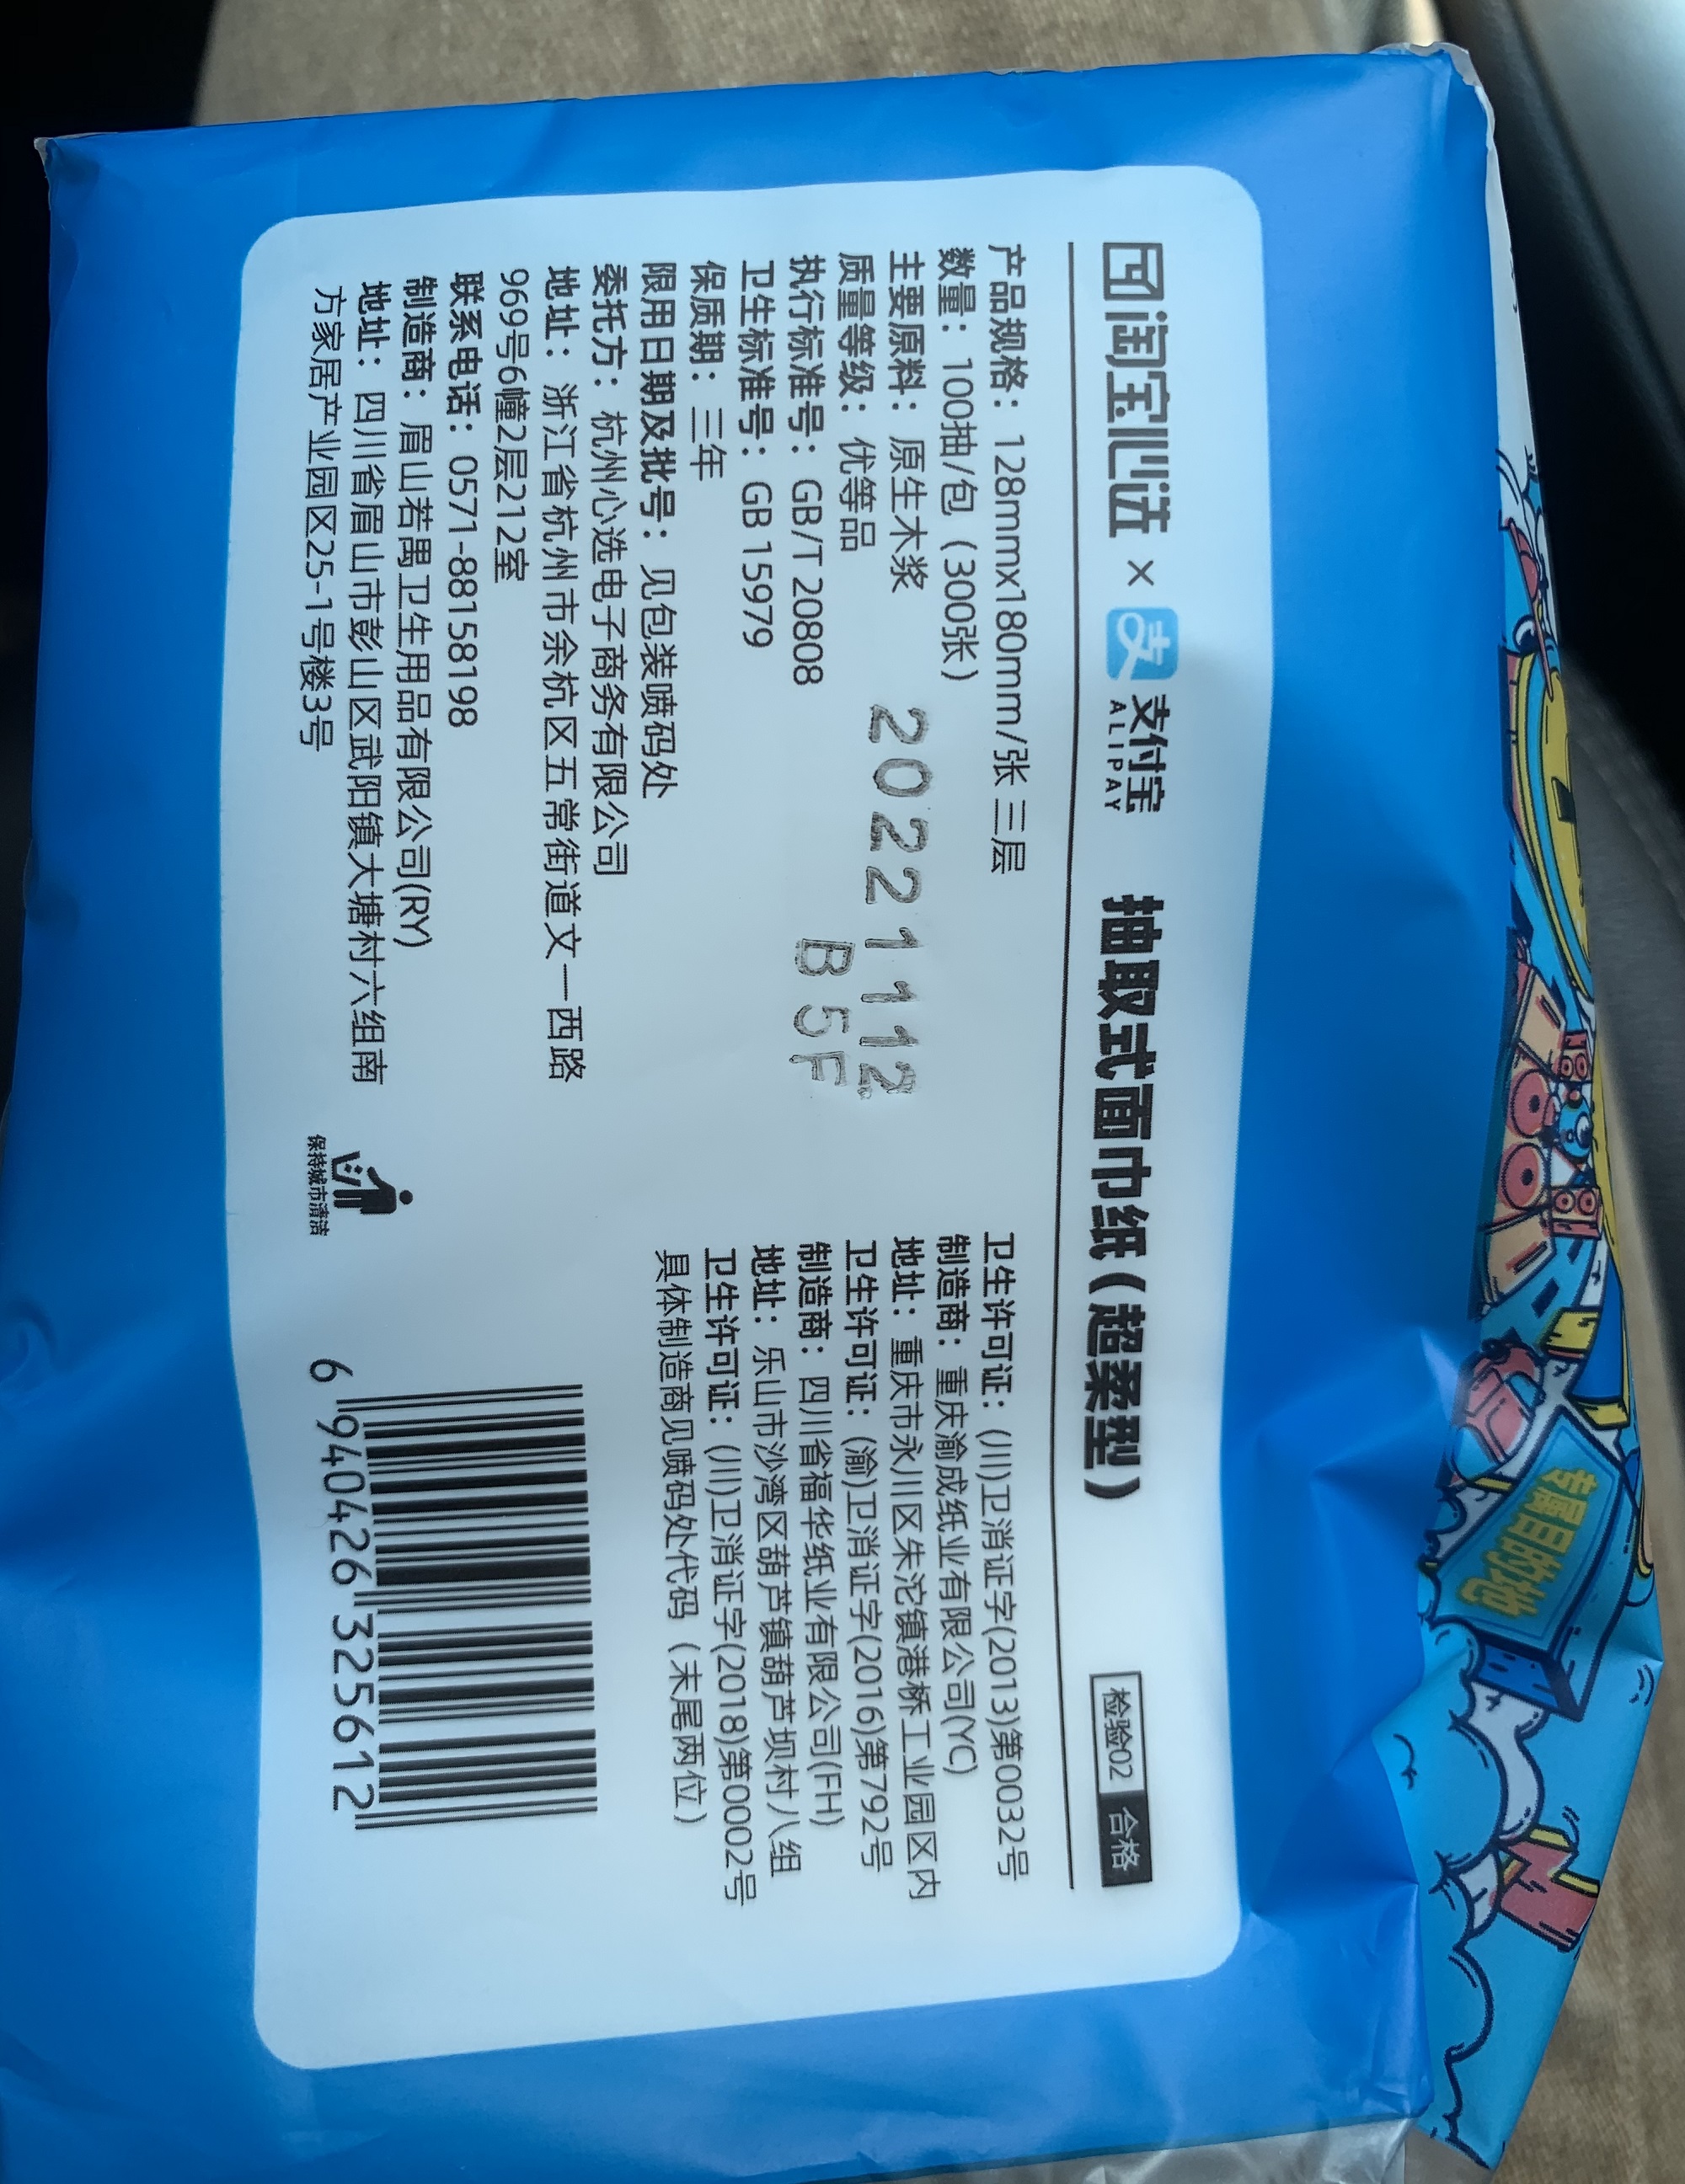 淘宝心选 × 支 支付宝 ALIPAY 抽取式面巾纸(超柔型) 检验02 合格
产品规格：128mmx180mm/张 三层
数量：100抽/包（300张）
主要原料：原生木浆
质量等级：优等品
执行标准号：GB/T 20808
卫生标准号：GB 15979
保质期：三年
限用日期及批号：见包装喷码处
委托方：杭州心选电子商务有限公司
地址：浙江省杭州市余杭区五常街道文一西路
969号6幢2层212室
联系电话：0571-88158198
制造商：眉山若禺卫生用品有限公司(RY)
地址：四川省眉山市彭山区武阳镇大塘村六组南
方家居产业园区25-1号楼3号
20221112
B5F
卫生许可证：(川)卫消证字(2013)第0032号
制造商：重庆渝成纸业有限公司(YC)
地址：重庆市永川区朱沱镇港桥工业园区内
卫生许可证：(渝)卫消证字(2016)第792号
制造商：四川省福华纸业有限公司(FH)
地址：乐山市沙湾区葫芦镇葫芦坝村八组
卫生许可证：(川)卫消证字(2018)第0002号
具体制造商见喷码处代码（末尾两位）
保持城市清洁
6 940426 325612
专属目的地